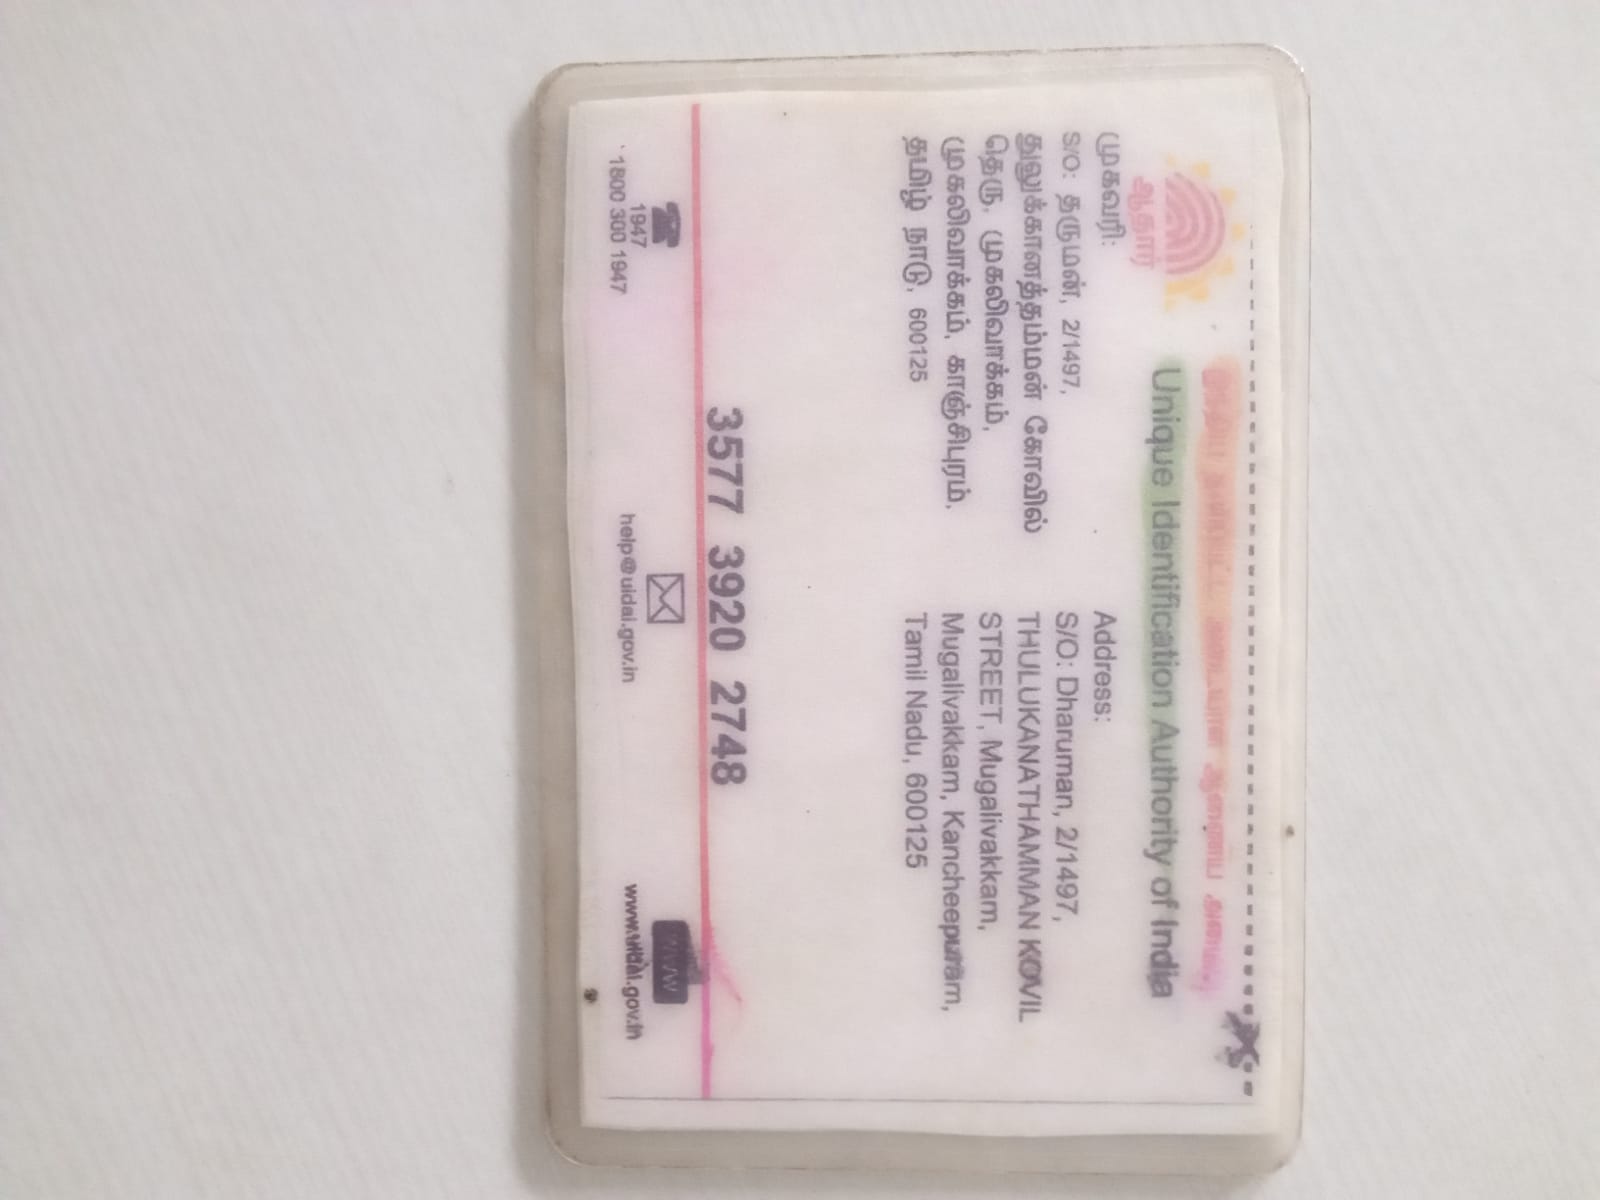 ஆதார்
Unique Identification Authority of India
முகவரி:
S/O: தருமன், 2/1497,
துலுக்கானத்தம்மன் கோவில்
தெரு, முகலிவாக்கம்,
முகலிவாக்கம், காஞ்சிபுரம்,
தமிழ் நாடு, 600125
Address:
S/O: Dharuman, 2/1497,
THULUKANATHAMMAN KOVIL
STREET, Mugalivakkam,
Mugalivakkam, Kancheepuram,
Tamil Nadu, 600125
3577 3920 2748
1947
1800 300 1947
help@uidai.gov.in
WWW
www.uidai.gov.in